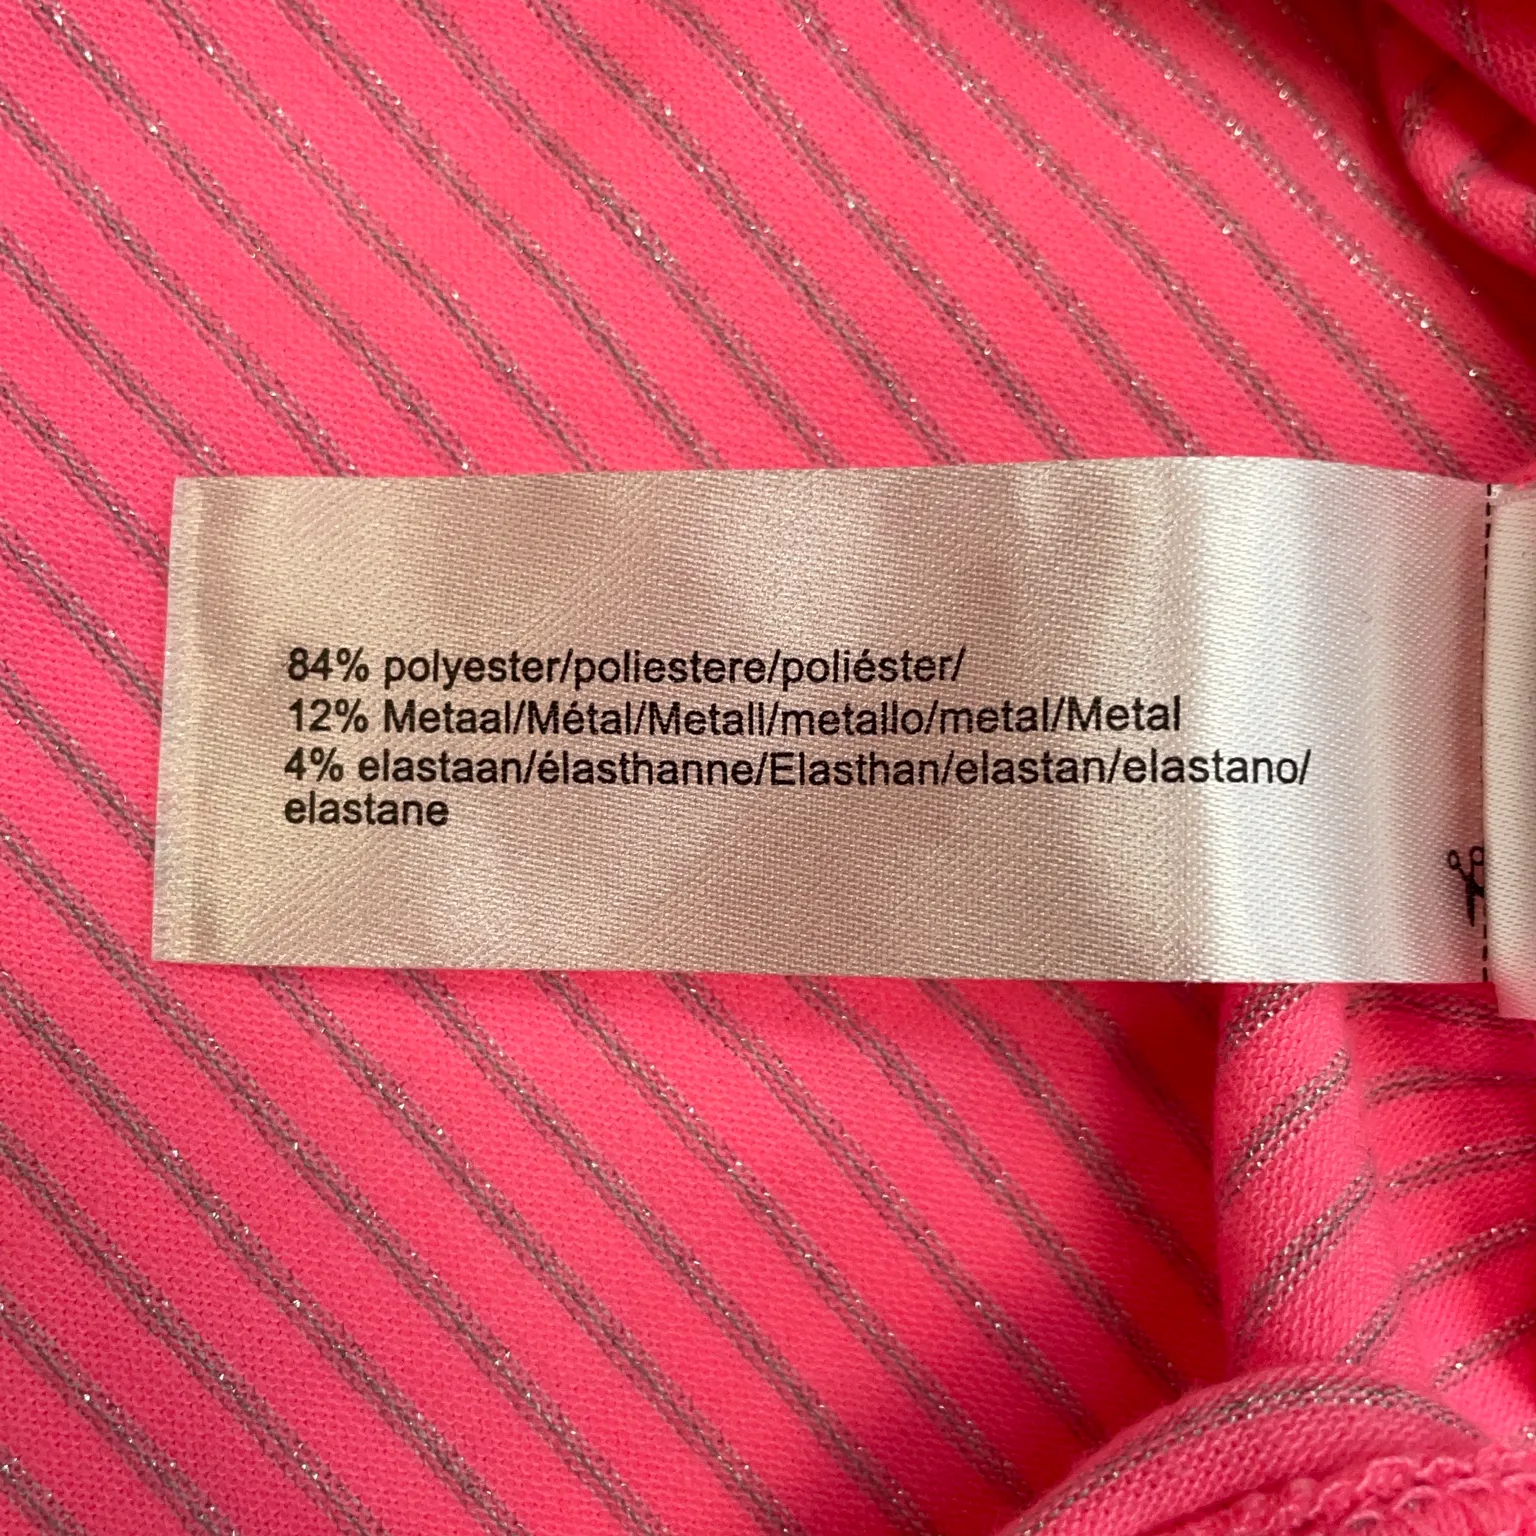 84% polyester/poliestere/poliéster/
12% Metaal/Métal/Metall/metallo/metal/Metal
4% elastaan/élasthanne/Elasthan/elastan/elastano/
elastane